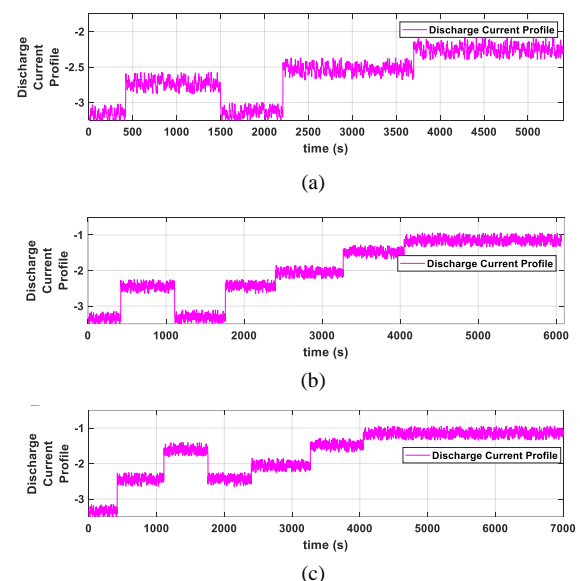 Discharge Current Profile
-2
-2.5
-3
Discharge Current Profile
0 500 1000 1500 2000 2500 3000 3500 4000 4500 5000
time (s)
(a)
Discharge Current Profile
-1
-2
-3
Discharge Current Profile
0 1000 2000 3000 4000 5000 6000
time (s)
(b)
Discharge Current Profile
-1
-2
-3
Discharge Current Profile
0 1000 2000 3000 4000 5000 6000 7000
time (s)
(c)